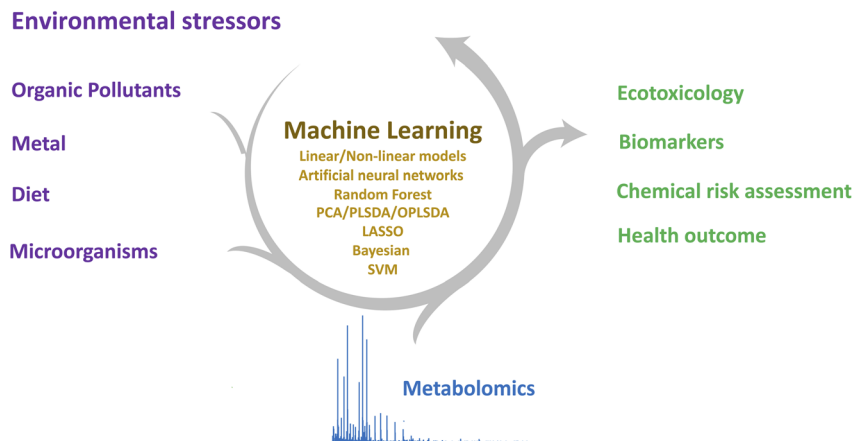 Environmental stressors
Organic Pollutants
Metal
Diet
Microorganisms
Machine Learning
Linear/Non-linear models
Artificial neural networks
Random Forest
PCA/PLSDA/OPLSDA
LASSO
Bayesian
SVM
Metabolomics
Ecotoxicology
Biomarkers
Chemical risk assessment
Health outcome